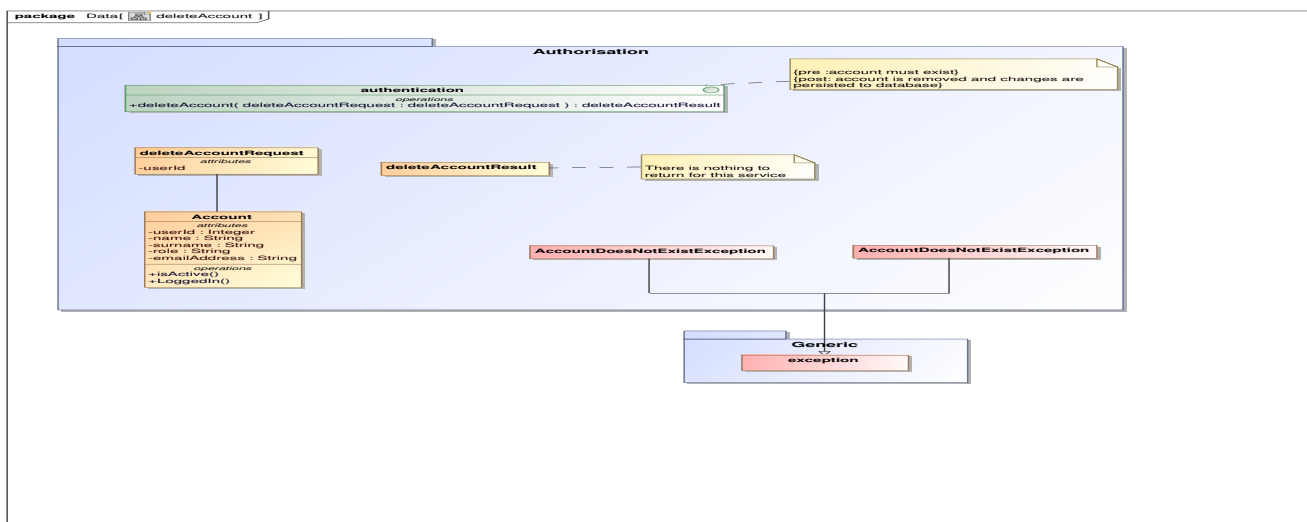 package Data[ deleteAccount ]
Authorisation
{pre :account must exist}
{post: account is removed and changes are
persisted to database}
authentication
operations
+deleteAccount( deleteAccountRequest : deleteAccountRequest ) : deleteAccountResult
deleteAccountRequest
attributes
-userId
deleteAccountResult
There is nothing to
return for this service
Account
attributes
-userId : Integer
-name : String
-surname : String
-role : String
-emailAddress : String
operations
+isActive()
+LoggedIn()
AccountDoesNotExistException
AccountDoesNotExistException
Generic
exception